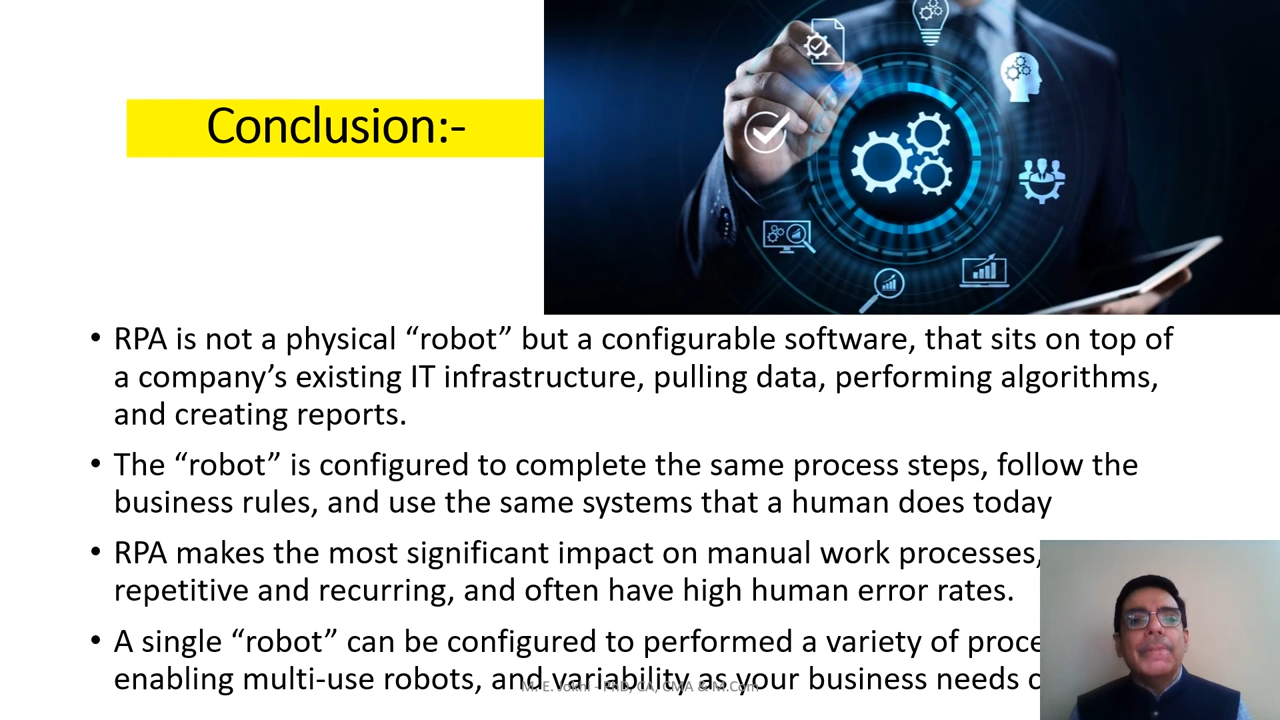 Conclusion:-
• RPA is not a physical “robot” but a configurable software, that sits on top of
a company’s existing IT infrastructure, pulling data, performing algorithms,
and creating reports.
• The “robot” is configured to complete the same process steps, follow the
business rules, and use the same systems that a human does today
• RPA makes the most significant impact on manual work processes,
repetitive and recurring, and often have high human error rates.
• A single “robot” can be configured to performed a variety of
enabling multi-use robots, and variability as your business needs
PhD, CA, CMA & M.Com